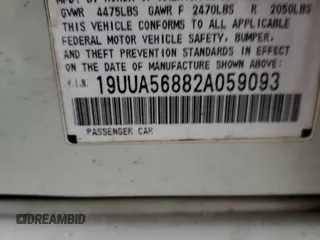 GVWR 4475LBS GAWR F 2470LBS R 2050LBS
THIS VEHICLE CONFORMS TO ALL APPLICABLE
FEDERAL MOTOR VEHICLE SAFETY, BUMPER,
AND THEFT PREVENTION STANDARDS IN EFFECT
ON THE DATE OF MANUFACTURE SHOWN ABOVE.
V.I.N. 19UUA56882A059093
PASSENGER CAR
DREAMBID